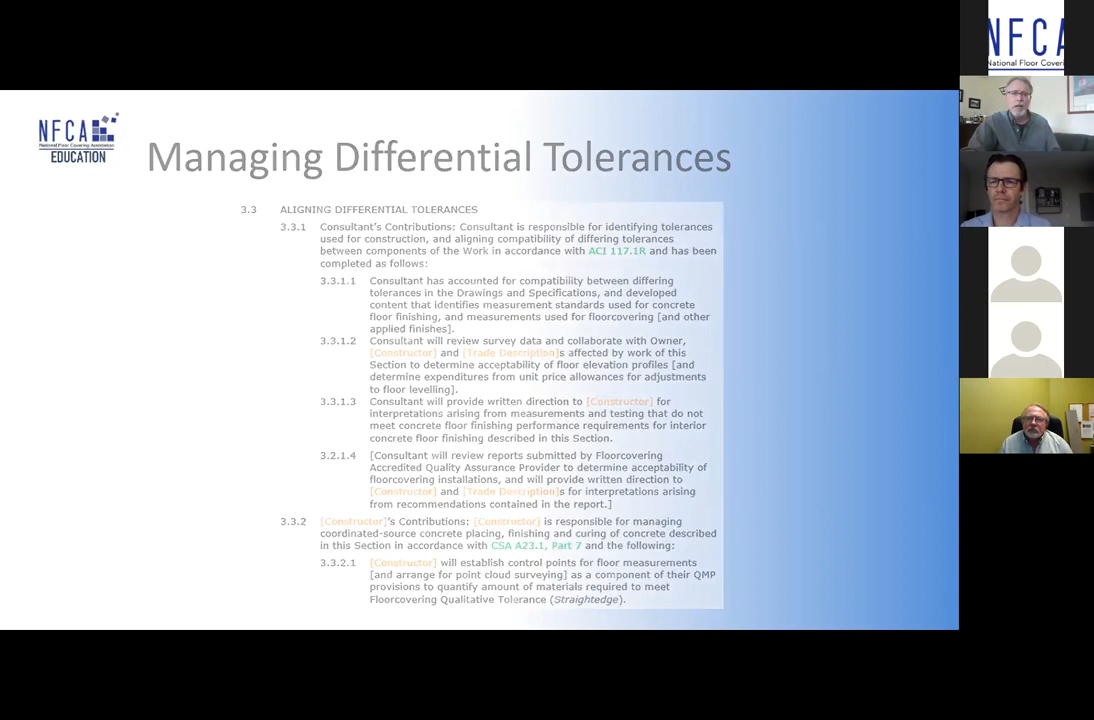 NFCA
National Floor Covering Association
EDUCATION
Managing Differential Tolerances
3.3 ALIGNING DIFFERENTIAL TOLERANCES
3.3.1 Consultant's Contributions: Consultant is responsible for identifying tolerances
used for construction, and aligning compatibility of differing tolerances
between components of the Work in accordance with ACI 117.1R and has been
completed as follows:
3.3.1.1 Consultant has accounted for compatibility between differing
tolerances in the Drawings and Specifications, and developed
content that identifies measurement standards used for concrete
floor finishing, and measurements used for floorcovering [and other
applied finishes].
3.3.1.2 Consultant will review survey data and collaborate with Owner,
[Constructor] and [Trade Description]s affected by work of this
Section to determine acceptability of floor elevation profiles [and
determine expenditures from unit price allowances for adjustments
to floor levelling].
3.3.1.3 Consultant will provide written direction to [Constructor] for
interpretations arising from measurements and testing that do not
meet concrete floor finishing performance requirements for interior
concrete floor finishing described in this Section.
3.2.1.4 [Consultant will review reports submitted by Floorcovering
Accredited Quality Assurance Provider to determine acceptability of
floorcovering installations, and will provide written direction to
[Constructor] and [Trade Description]s for interpretations arising
from recommendations contained in the report.]
3.3.2 [Constructor]'s Contributions: [Constructor] is responsible for managing
coordinated-source concrete placing, finishing and curing of concrete described
in this Section in accordance with CSA A23.1, Part 7 and the following:
3.3.2.1 [Constructor] will establish control points for floor measurements
[and arrange for point cloud surveying] as a component of their QMP
provisions to quantify amount of materials required to meet
Floorcovering Qualitative Tolerance (Straightedge).
NFCA
National Floor Coveri